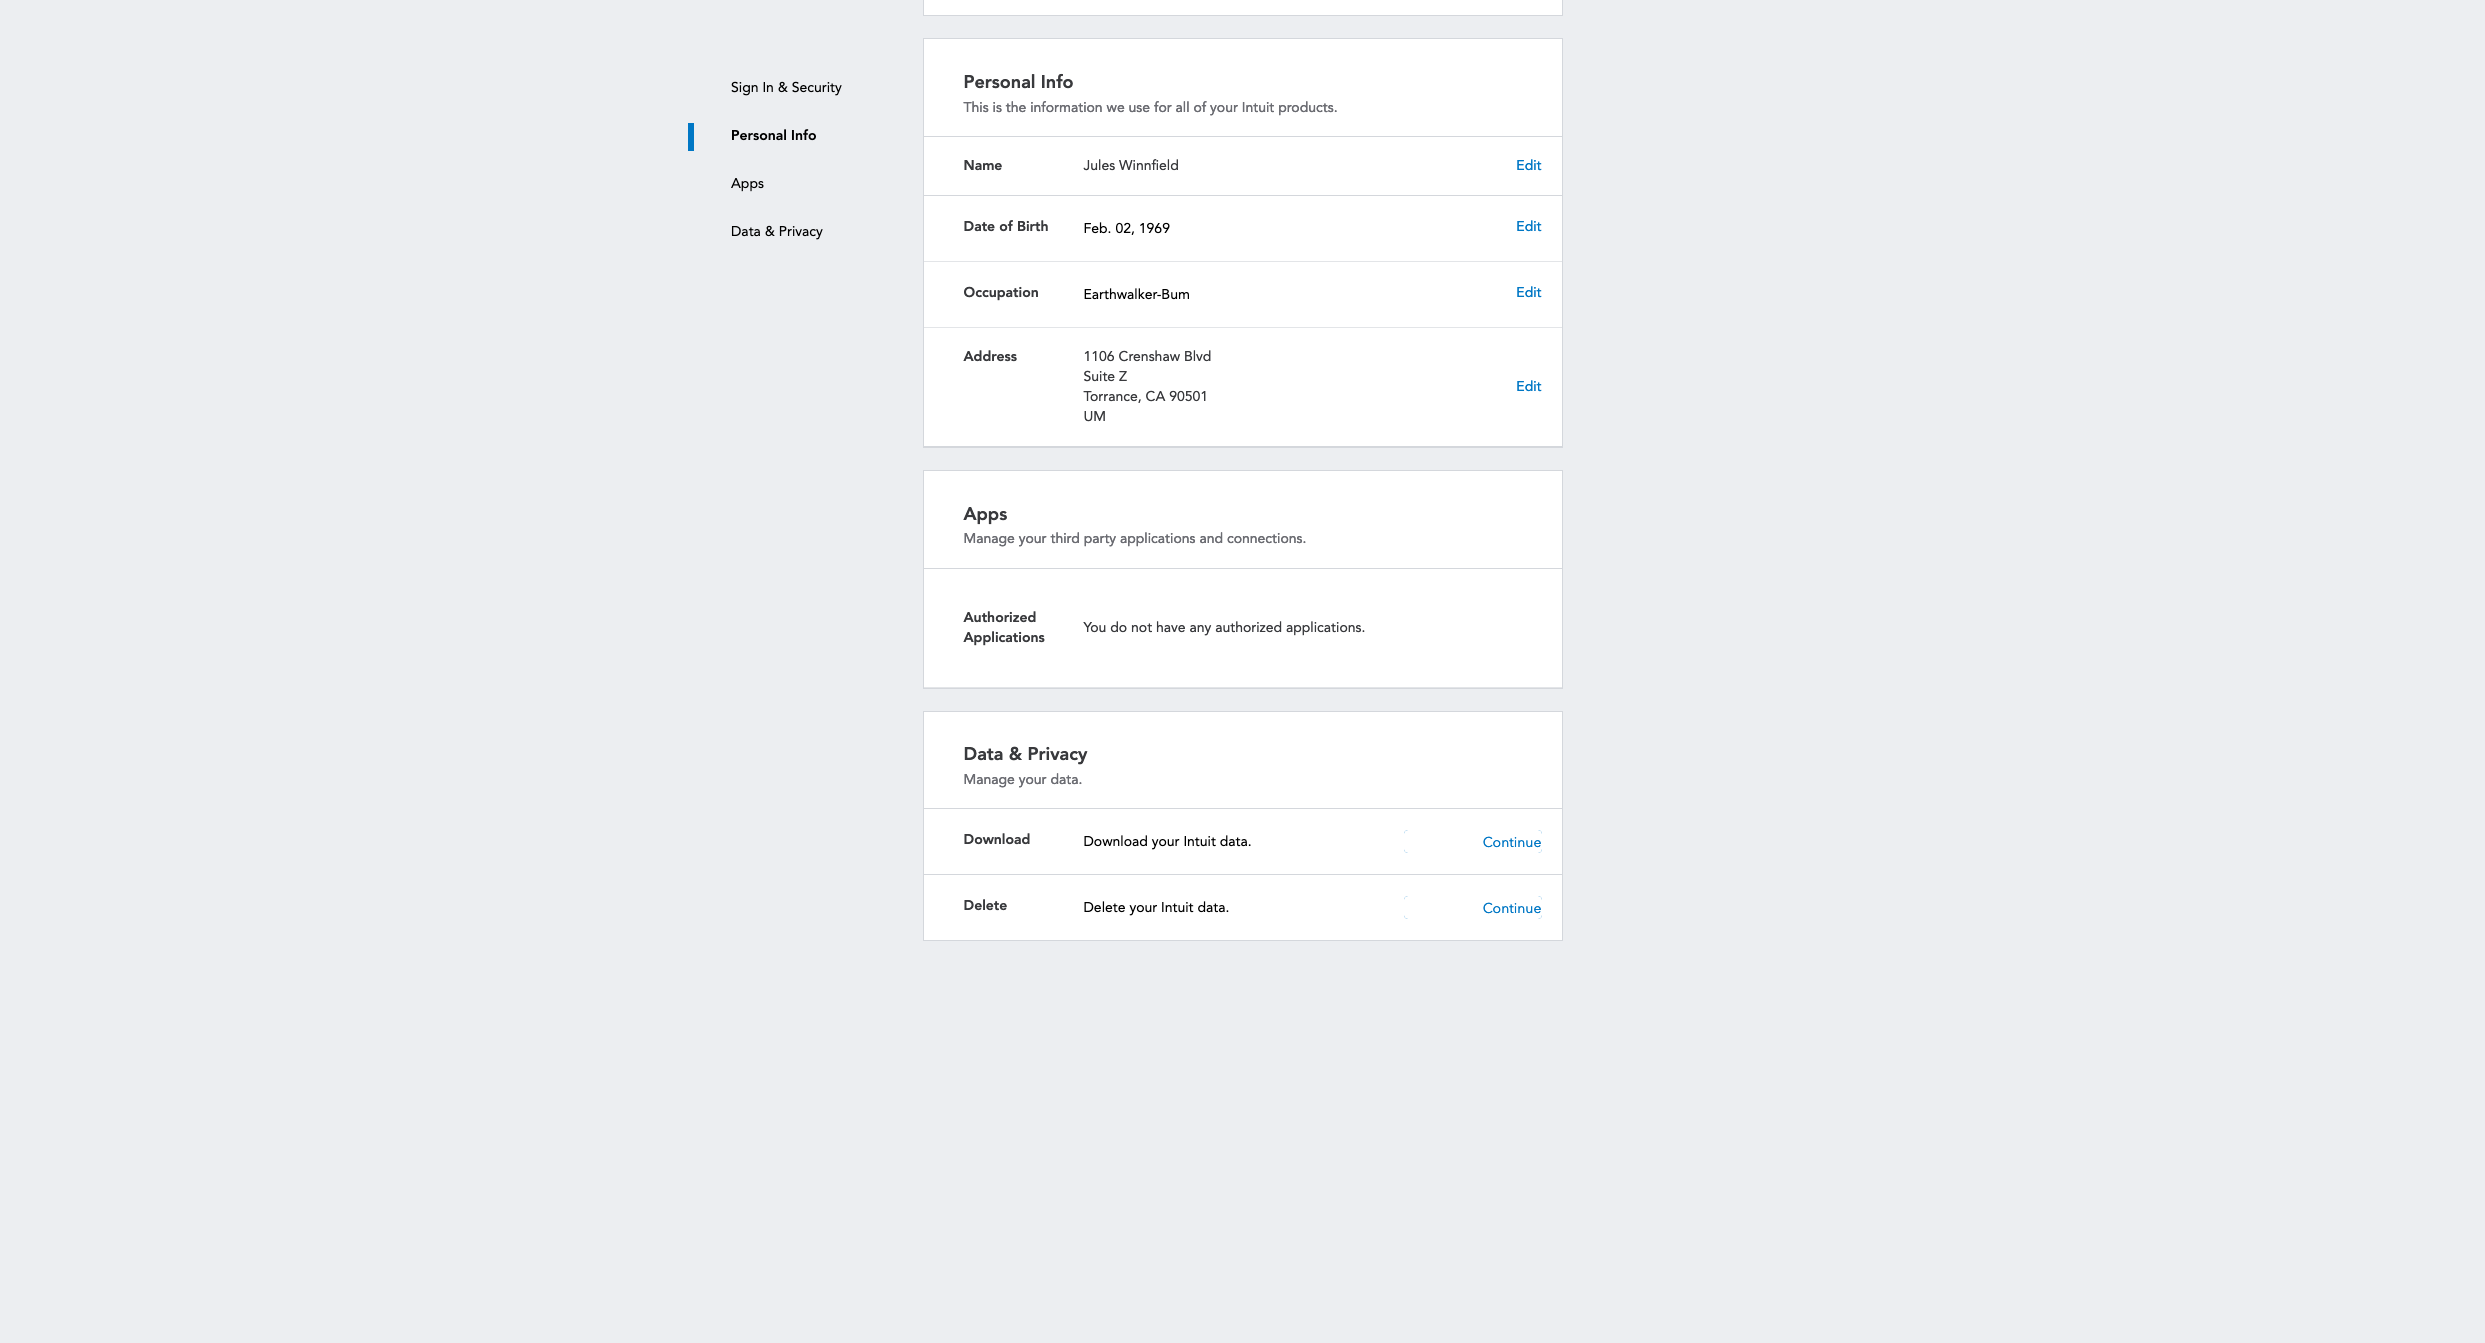 Sign In & Security
Personal Info
Apps
Data & Privacy
Personal Info
This is the information we use for all of your Intuit products.
Name Jules Winnfield Edit
Date of Birth Feb. 02, 1969 Edit
Occupation Earthwalker-Bum Edit
Address 1106 Crenshaw Blvd
Suite Z
Edit
Torrance, CA 90501
UM
Apps
Manage your third party applications and connections.
Authorized
Applications
You do not have any authorized applications.
Data & Privacy
Manage your data.
Download Download your Intuit data. Continue
Delete Delete your Intuit data. Continue